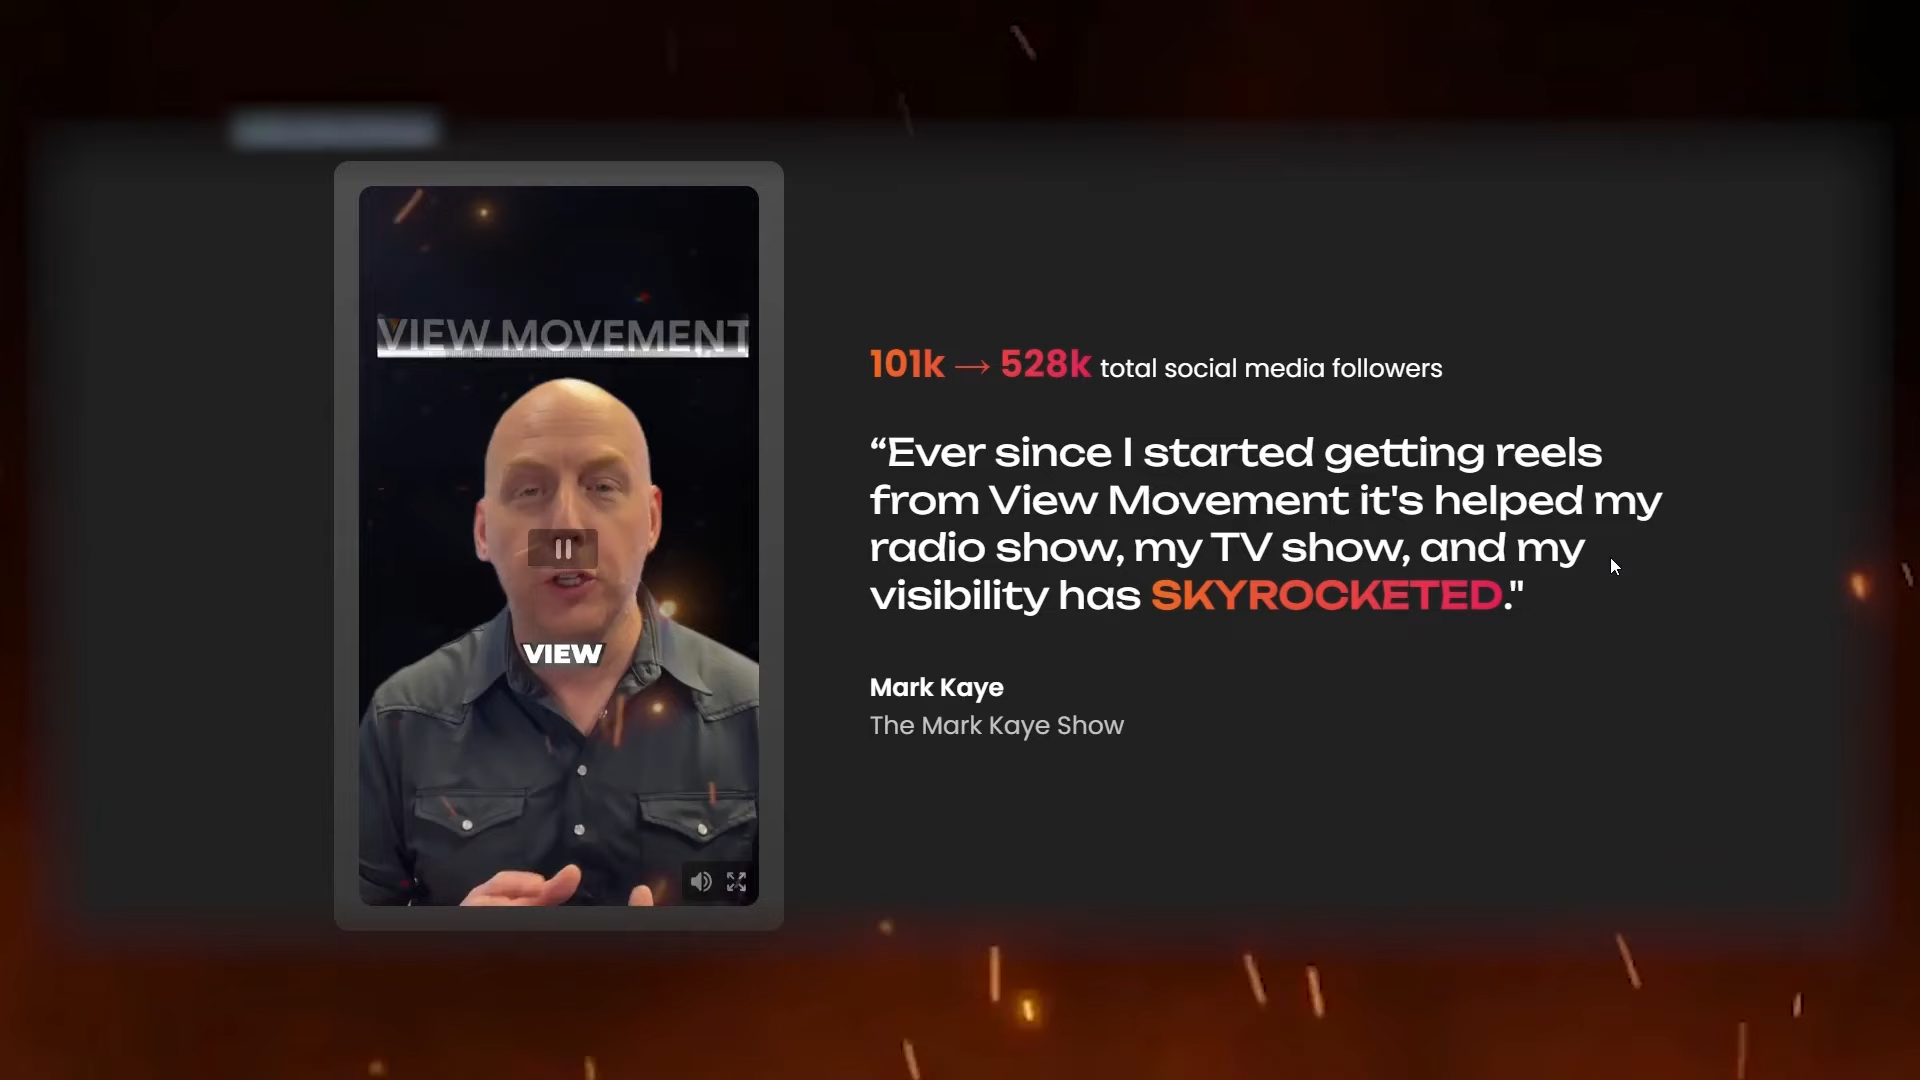 VIEW MOVEMENT
VIEW
101k → 528k total social media followers
“Ever since I started getting reels
from View Movement it's helped my
radio show, my TV show, and my
visibility has SKYROCKETED."
Mark Kaye
The Mark Kaye Show